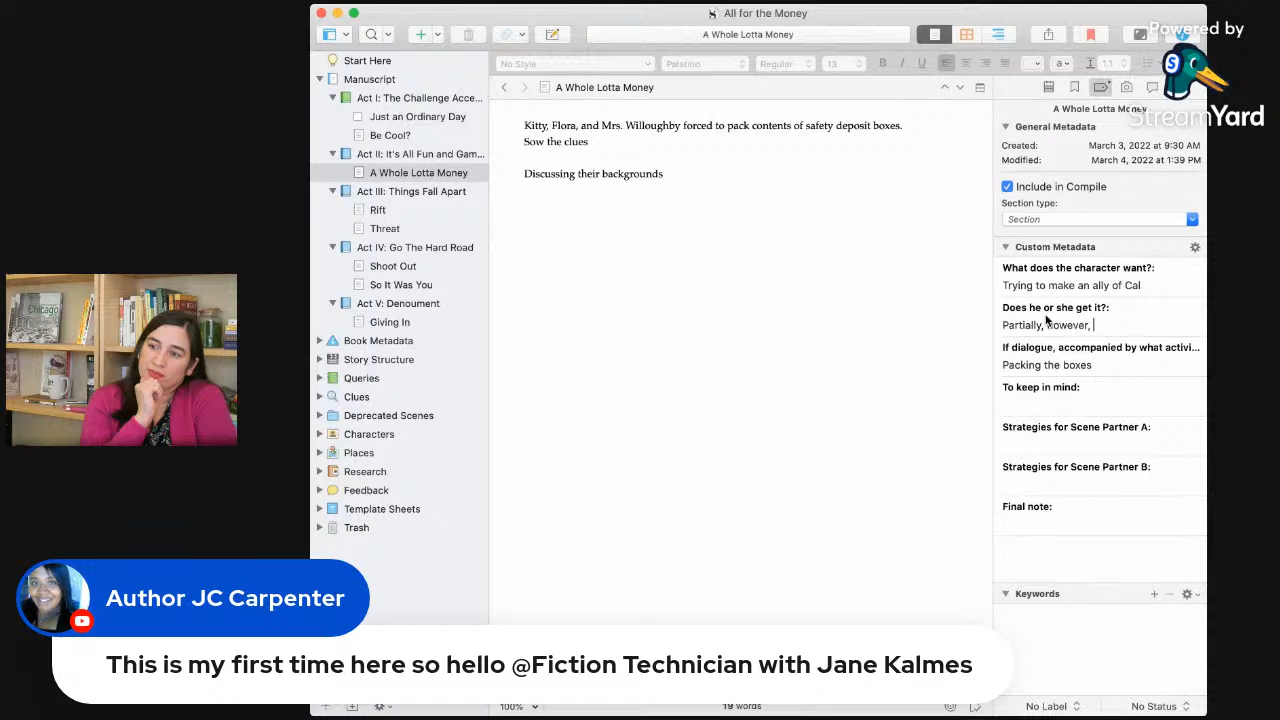 All for the Money
Powered by
StreamYard
A Whole Lotta Money
No Style
Palatino
Regular
13
B
I
U
a
1.1
Start Here
Manuscript
Act I: The Challenge Acce...
Just an Ordinary Day
Be Cool?
Act II: It's All Fun and Gam...
A Whole Lotta Money
Act III: Things Fall Apart
Rift
Threat
Act IV: Go The Hard Road
Shoot Out
So It Was You
Act V: Denoument
Giving In
Book Metadata
Story Structure
Queries
Clues
Deprecated Scenes
Characters
Places
Research
Feedback
Template Sheets
Trash
A Whole Lotta Money
Kitty, Flora, and Mrs. Willoughby forced to pack contents of safety deposit boxes.
Sow the clues
Discussing their backgrounds
100%
19 words
A Whole Lotta Money
General Metadata
Created: March 3, 2022 at 9:30 AM
Modified: March 4, 2022 at 1:39 PM
Include in Compile
Section type:
Section
Custom Metadata
What does the character want?:
Trying to make an ally of Cal
Does he or she get it?:
Partially, however,
If dialogue, accompanied by what activi...
Packing the boxes
To keep in mind:
Strategies for Scene Partner A:
Strategies for Scene Partner B:
Final note:
Keywords
No Label
No Status
Chicago
Author JC Carpenter
This is my first time here so hello @Fiction Technician with Jane Kalmes